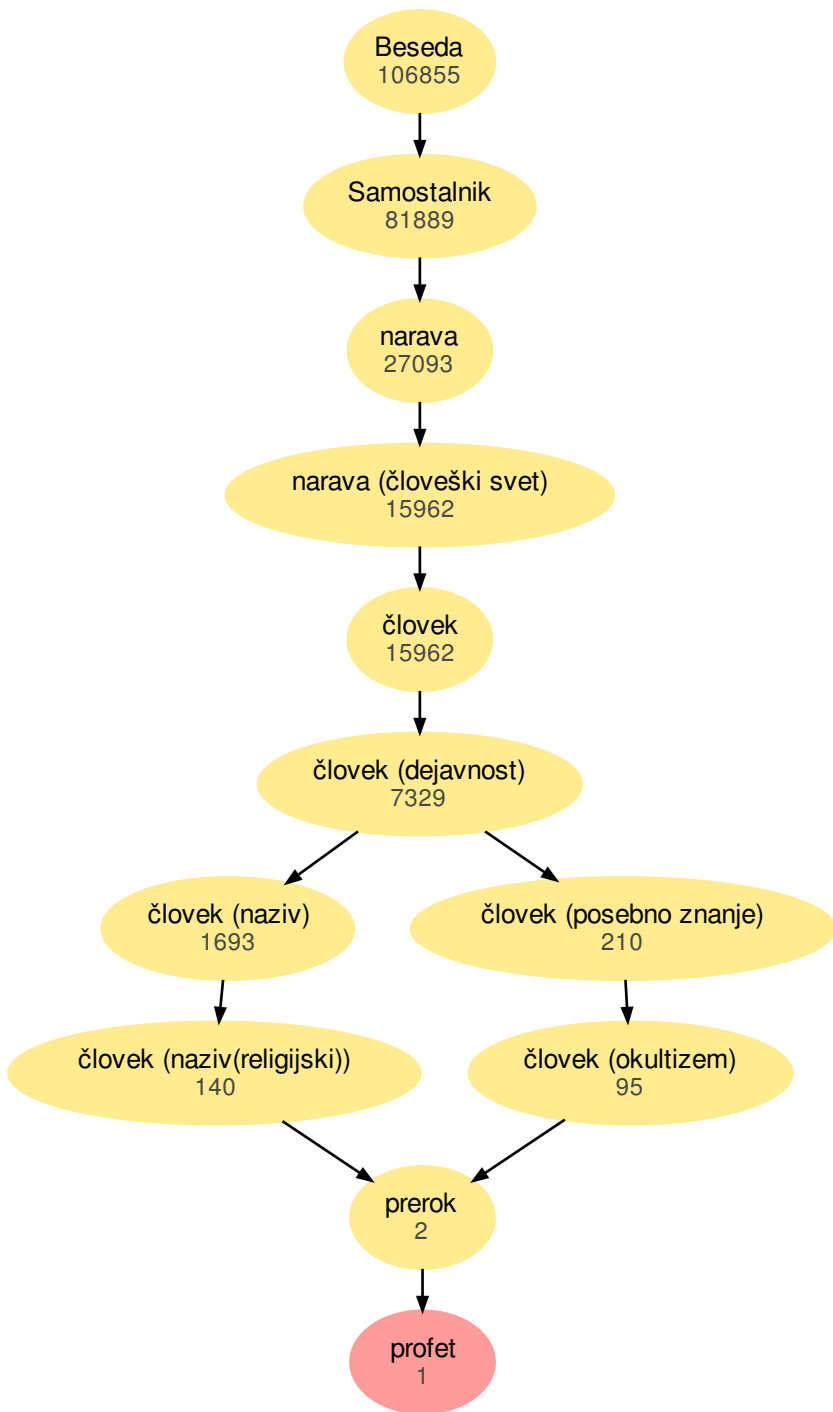 Beseda
106855
Samostalnik
81889
narava
27093
narava (človeški svet)
15962
človek
15962
človek (dejavnost)
7329
človek (naziv)
1693
človek (posebno znanje)
210
človek (naziv(religijski))
140
človek (okultizem)
95
prerok
2
profet
1